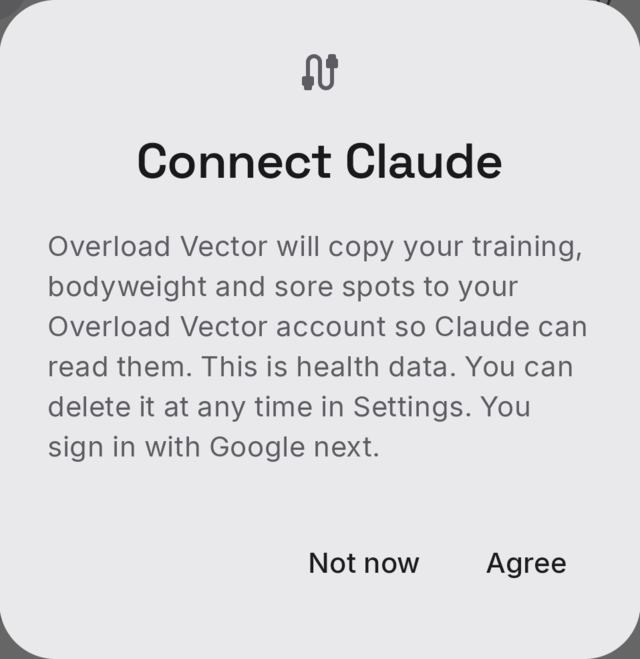 Connect Claude
Overload Vector will copy your training,
bodyweight and sore spots to your
Overload Vector account so Claude can
read them. This is health data. You can
delete it at any time in Settings. You
sign in with Google next.
Not now Agree